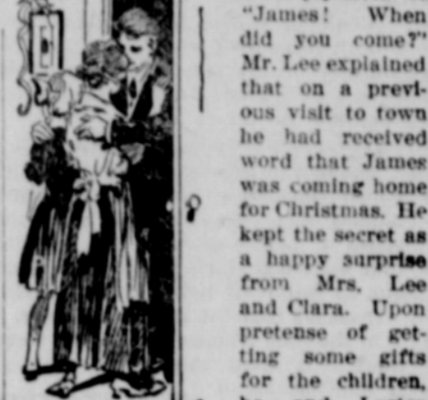 "James! When
did you come?"
Mr. Lee explained
that on a previ-
ous visit to town
he had received
word that James
was coming home
for Christmas. He
kept the secret as
a happy surprise
from Mrs. Lee
and Clara. Upon
pretense of get-
ting some gifts
for the children,